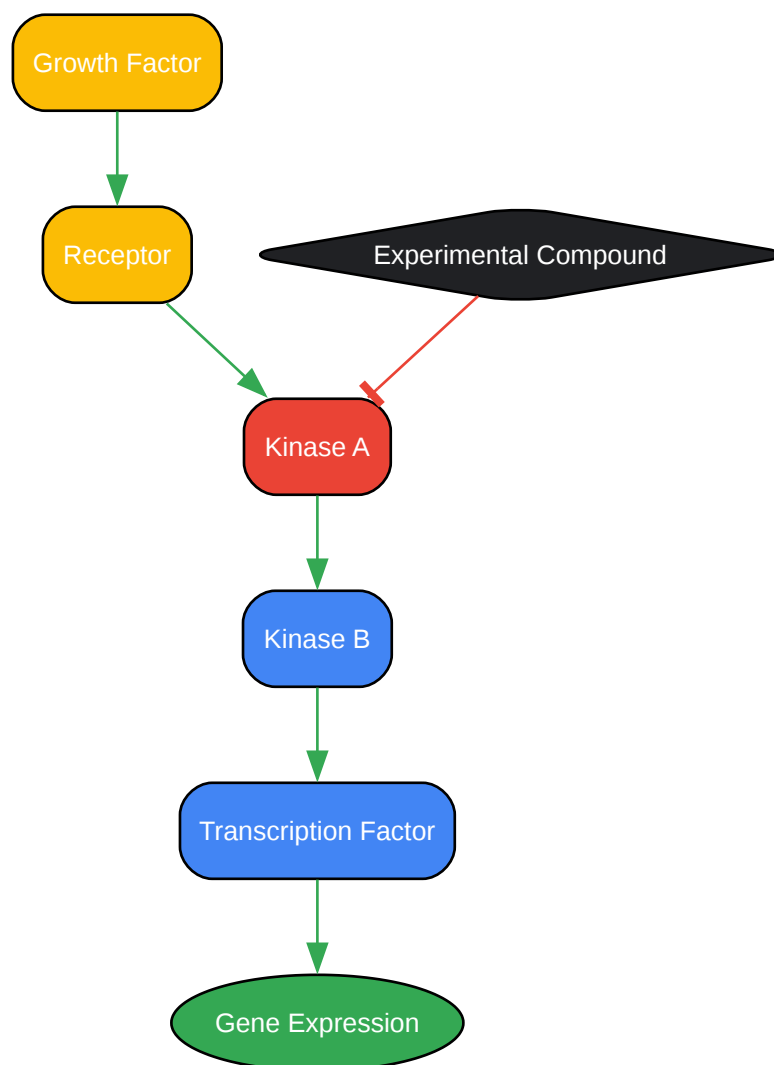 Growth Factor
Receptor
Experimental Compound
Kinase A
Kinase B
Transcription Factor
Gene Expression